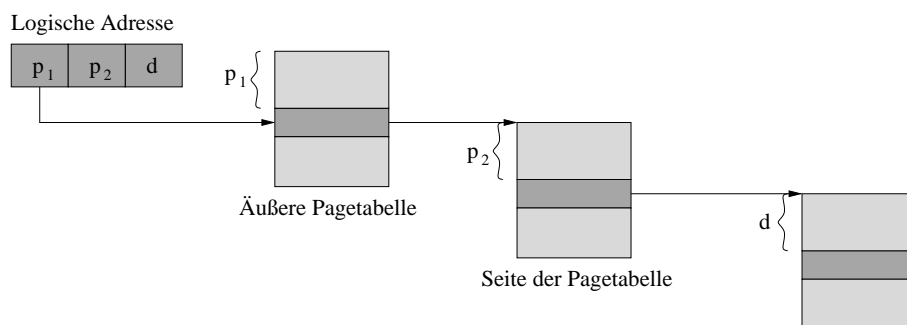 Logische Adresse
p1 p2 d
p1
Äußere Pagetabelle
p2
Seite der Pagetabelle
d